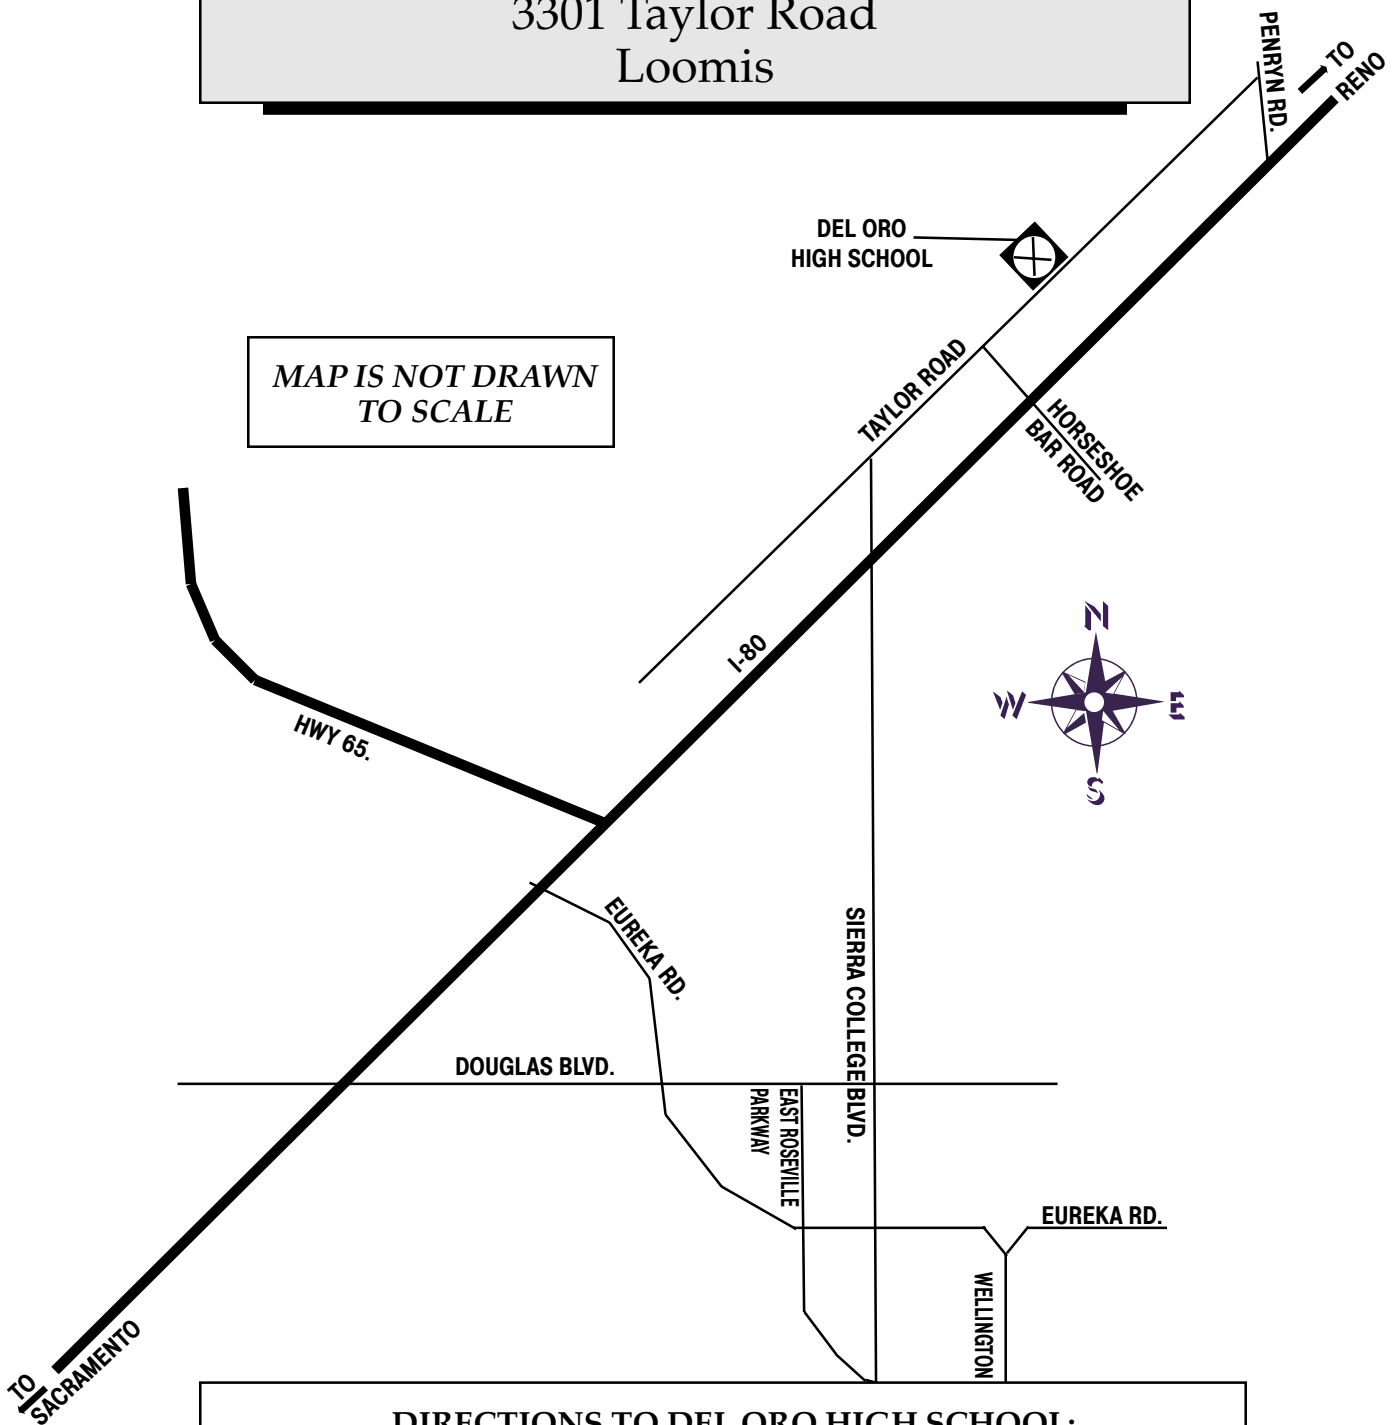 3301 Taylor Road
Loomis
PENRYN RD.
TO
RENO
DEL ORO
HIGH SCHOOL
MAP IS NOT DRAWN
TO SCALE
TAYLOR ROAD
HORSESHOE
BAR ROAD
I-80
HWY 65.
N
W
E
S
EUREKA RD.
SIERRA COLLEGE BLVD.
DOUGLAS BLVD.
EAST ROSEVILLE
PARKWAY
EUREKA RD.
WELLINGTON
TO
SACRAMENTO
DIRECTIONS TO DEL ORO HIGH SCHOOL: